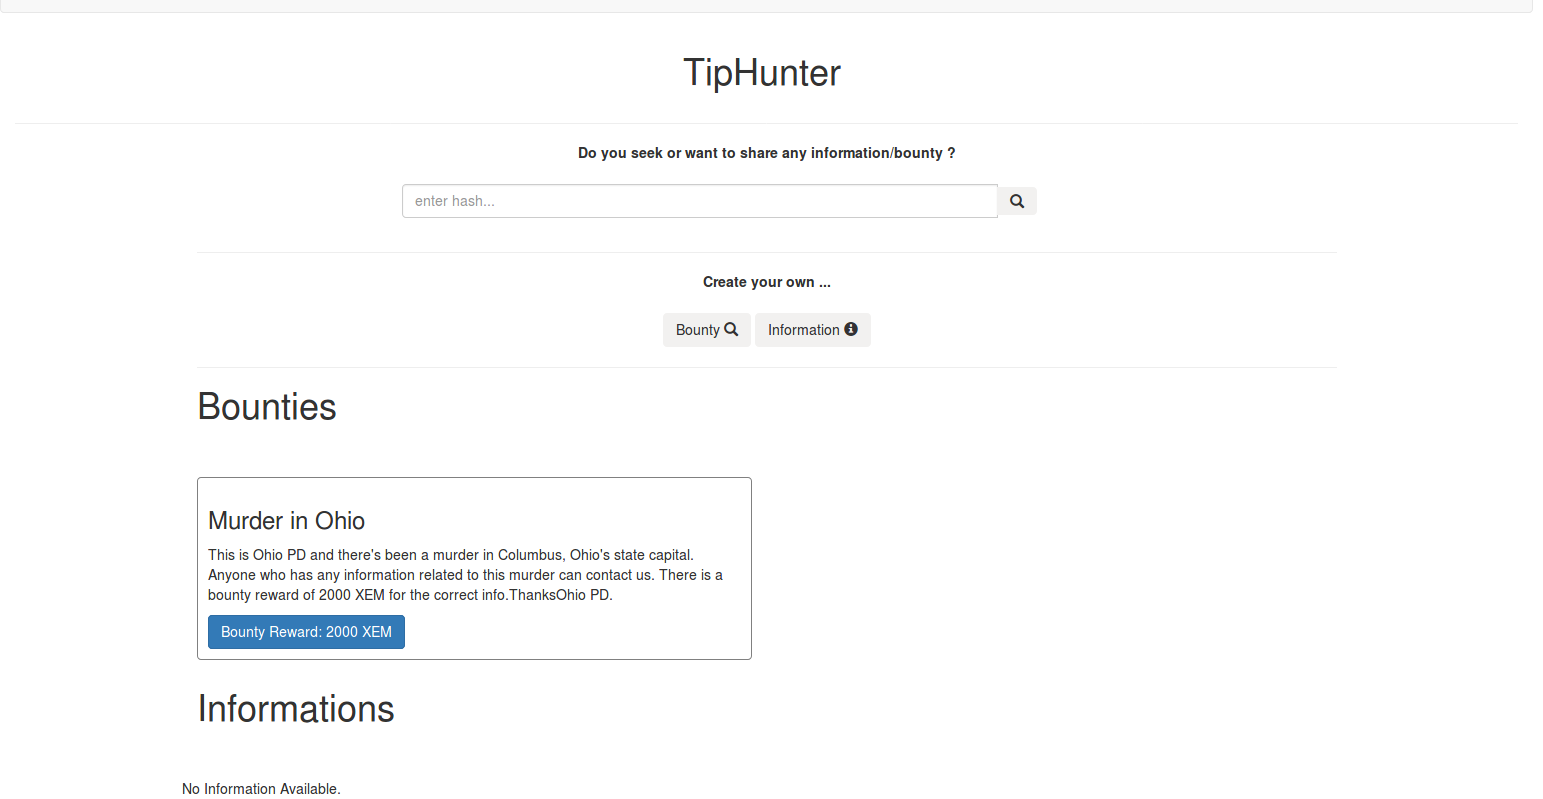 TipHunter
Do you seek or want to share any information/bounty ?
enter hash...
Create your own ...
Bounty
Information
Bounties
Murder in Ohio
This is Ohio PD and there's been a murder in Columbus, Ohio's state capital.
Anyone who has any information related to this murder can contact us. There is a
bounty reward of 2000 XEM for the correct info.ThanksOhio PD.
Bounty Reward: 2000 XEM
Informations
No Information Available.